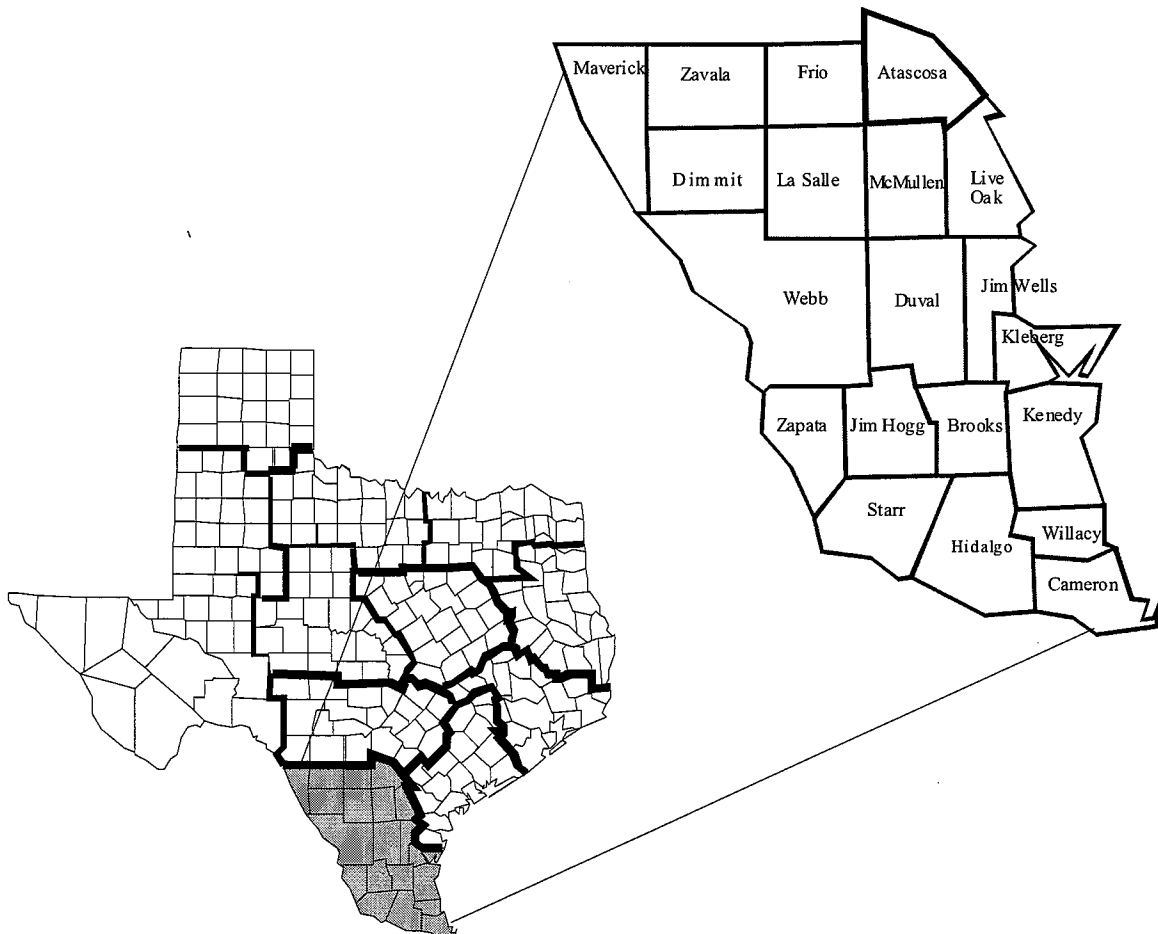 Maverick
Zavala
Frio
Atascosa
Dimmit
La Salle
McMullen
Live
Oak
Webb
Duval
Jim Wells
Kleberg
Zapata
Jim Hogg
Brooks
Kenedy
Starr
Hidalgo
Willacy
Cameron